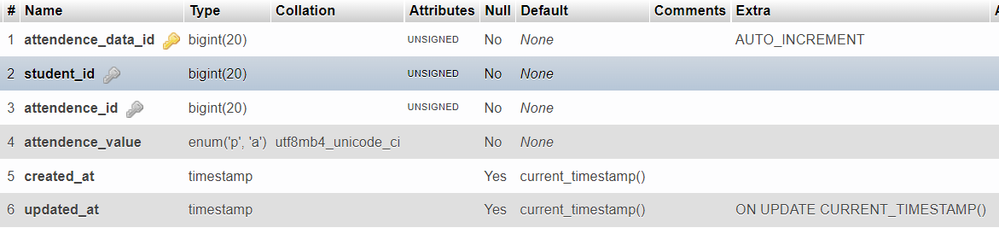 # Name Type Collation Attributes Null Default Comments Extra A
1 attendence_data_id bigint(20) UNSIGNED No None AUTO_INCREMENT
2 student_id bigint(20) UNSIGNED No None
3 attendence_id bigint(20) UNSIGNED No None
4 attendence_value enum('p', 'a') utf8mb4_unicode_ci No None
5 created_at timestamp Yes current_timestamp()
6 updated_at timestamp Yes current_timestamp() ON UPDATE CURRENT_TIMESTAMP()